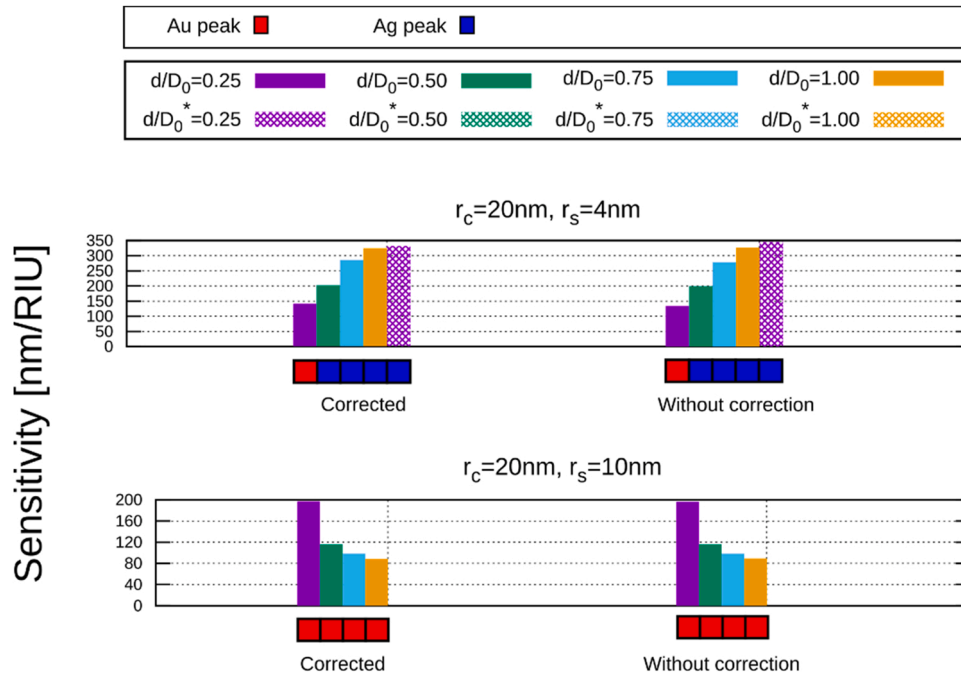 Au peak Ag peak
d/D0=0.25 d/D0=0.50 d/D0=0.75 d/D0=1.00
d/D0*=0.25 d/D0*=0.50 d/D0*=0.75 d/D0*=1.00
Sensitivity [nm/RIU]
rc=20nm, rs=4nm
350
300
250
200
150
100
50
0
Corrected Without correction
rc=20nm, rs=10nm
200
160
120
80
40
0
Corrected Without correction